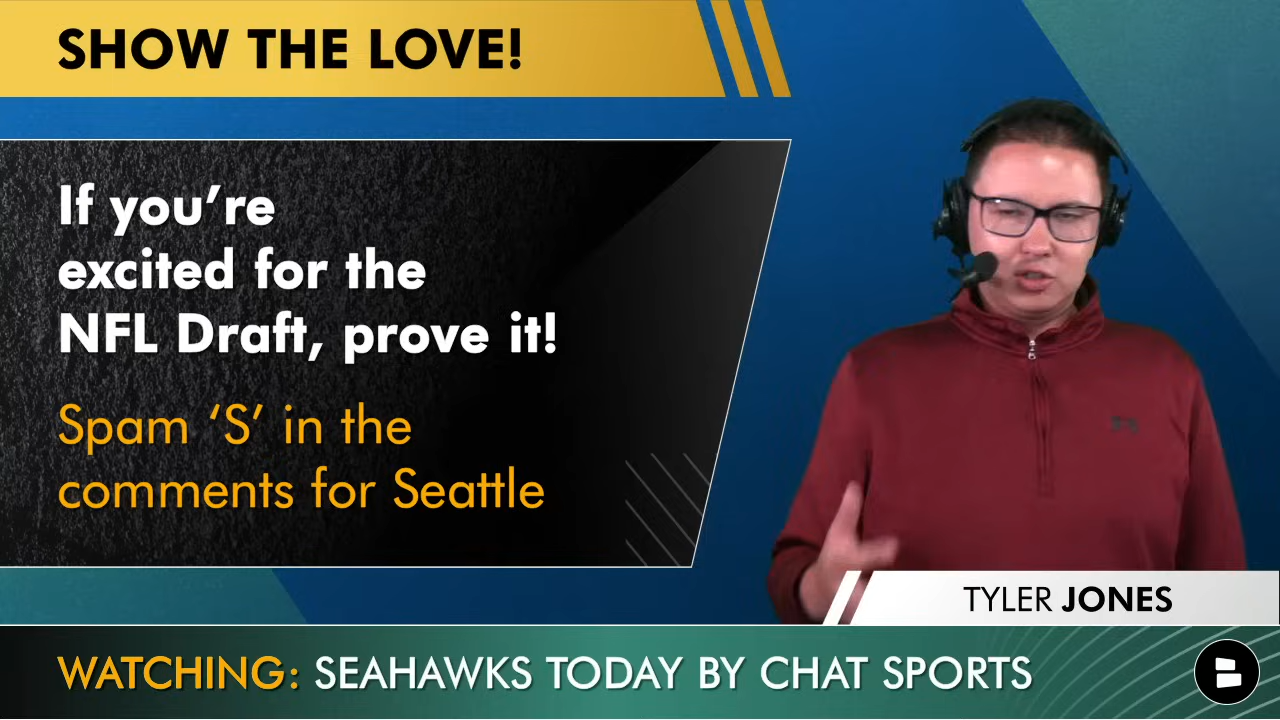 SHOW THE LOVE!
If you’re
excited for the
NFL Draft, prove it!
Spam ‘S’ in the
comments for Seattle
TYLER JONES
WATCHING: SEAHAWKS TODAY BY CHAT SPORTS